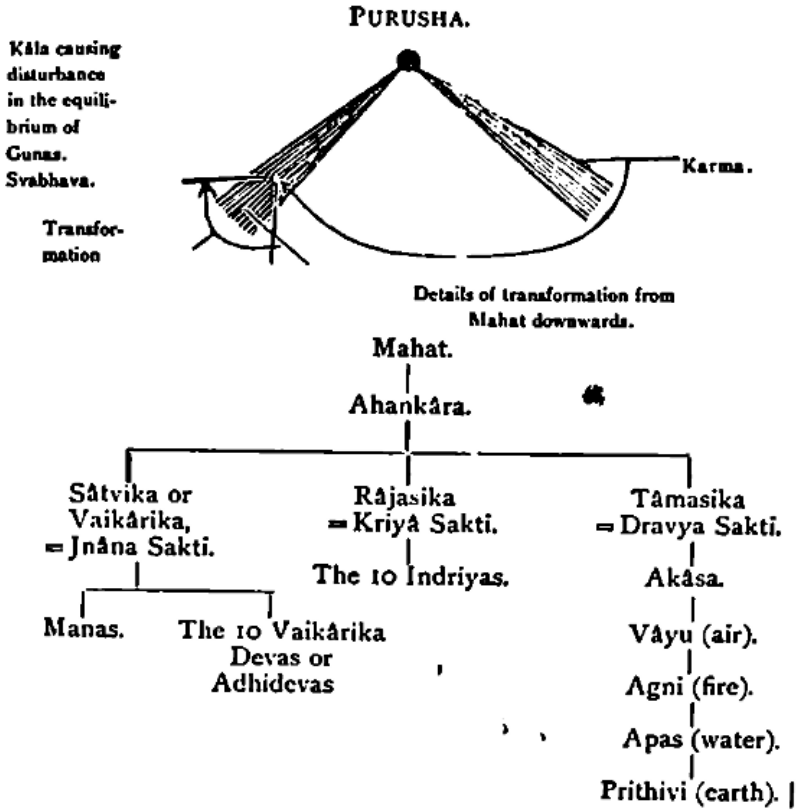 PURUSHA.
Kâla causing
disturbance
in the equili-
brium of
Gunas.
Svabhava.
Karma.
Transfor-
mation
Details of transformation from
Mahat downwards.
Mahat.
Ahankâra.
Sâtvika or
Vaikârika,
= Jnâna Sakti.
Râjasika
= Kriyâ Sakti.
Tâmasika
= Dravya Sakti.
The 10 Indriyas.
Akâsa.
Manas.
The 10 Vaikârika
Devas or
Adhidevas
Vâyu (air).
Agni (fire).
Apas (water).
Prithivi (earth).